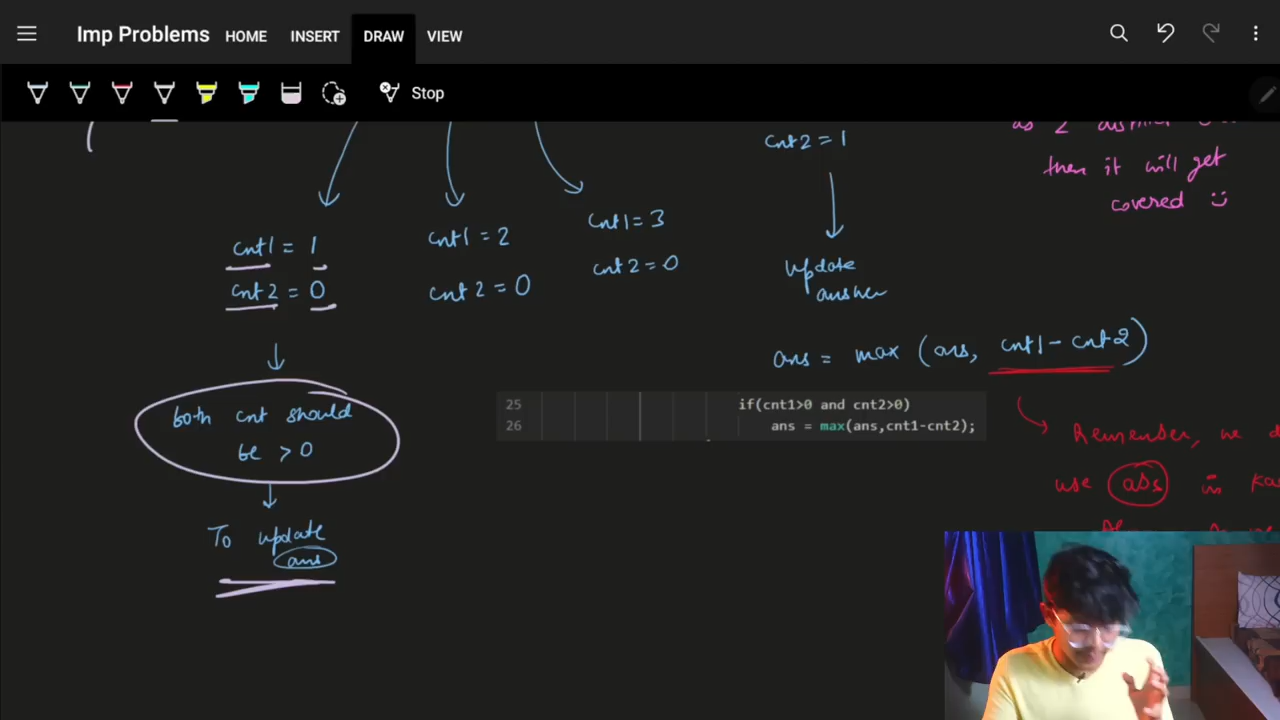 Imp Problems HOME INSERT DRAW VIEW
Stop
cnt2 = 1
then it will get
covered
cnt1 = 1
cnt2 = 0
cnt1 = 2
cnt2 = 0
cnt1 = 3
cnt2 = 0
update
answer
ans = max (ans, cnt1 - cnt2)
both cnt should
be > 0
To update
ans
25 if(cnt1>0 and cnt2>0)
26 ans = max(ans,cnt1-cnt2);
Remember, we
use abs in